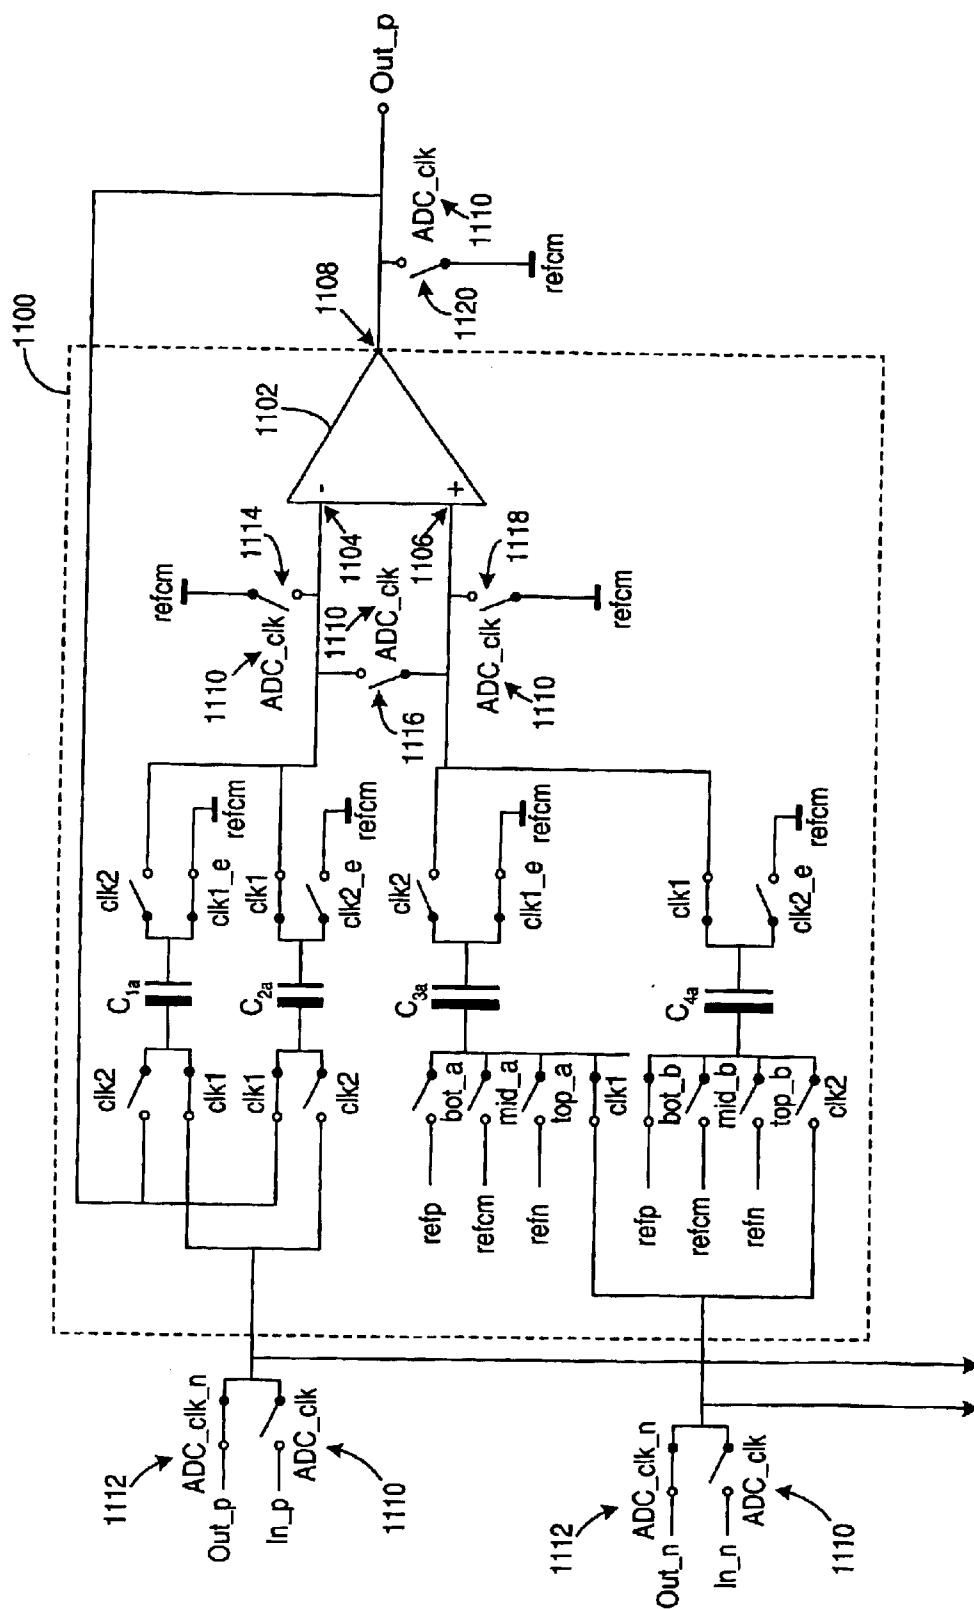 1100
Out_p
1108
ADC_clk
1110
1120
refcm
1102
-
+
1104
1106
refcm
1114
ADC_clk
1110
1110
ADC_clk
1116
1118
ADC_clk
1110
refcm
clk2
clk1_e
refcm
clk1
clk2_e
refcm
clk2
clk1_e
refcm
clk1
clk2_e
refcm
C1a
C2a
C3a
C4a
clk2
clk1
clk1
clk2
bot_a
mid_a
top_a
clk1
bot_b
mid_b
top_b
clk2
refp
refcm
refn
refp
refcm
refn
1112
ADC_clk_n
Out_p
In_p
ADC_clk
1110
1112
ADC_clk_n
Out_n
In_n
ADC_clk
1110